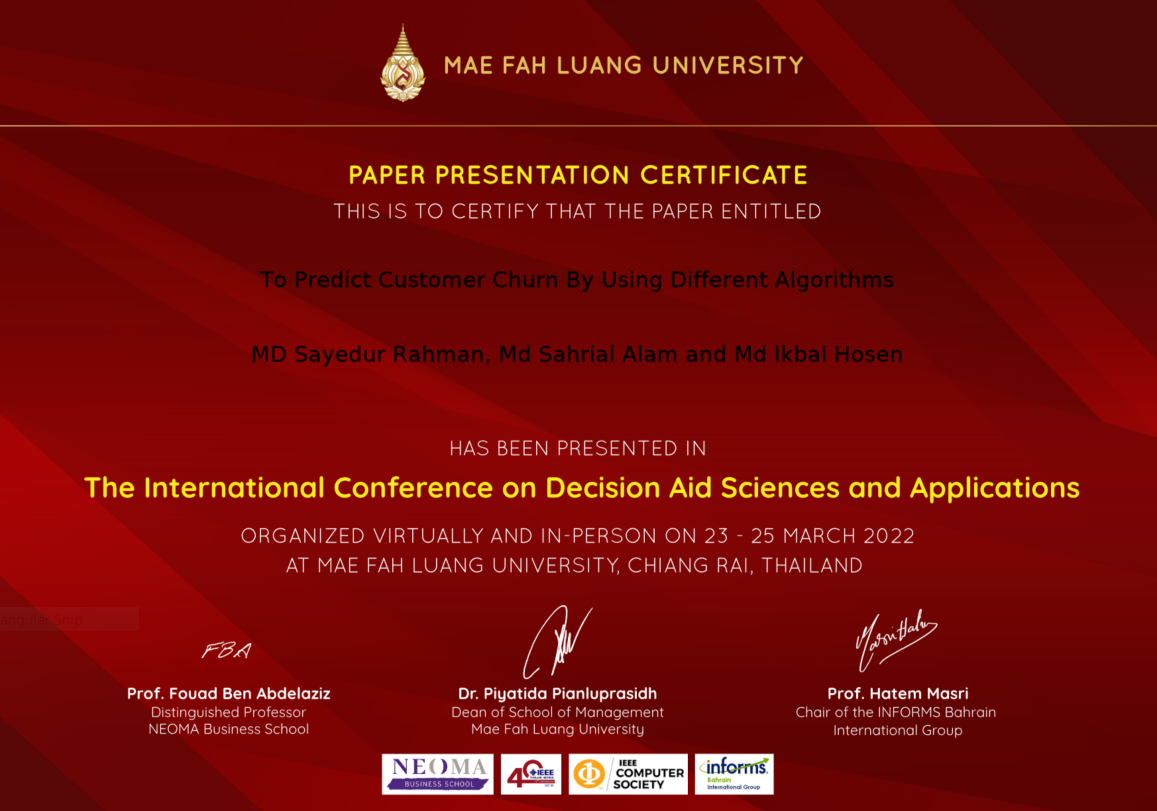 MAE FAH LUANG UNIVERSITY
PAPER PRESENTATION CERTIFICATE
THIS IS TO CERTIFY THAT THE PAPER ENTITLED
To Predict Customer Churn By Using Different Algorithms
MD Sayedur Rahman, Md Sahrial Alam and Md Ikbal Hosen
HAS BEEN PRESENTED IN
The International Conference on Decision Aid Sciences and Applications
ORGANIZED VIRTUALLY AND IN-PERSON ON 23 - 25 MARCH 2022
AT MAE FAH LUANG UNIVERSITY, CHIANG RAI, THAILAND
angular Snip
FBA
Prof. Fouad Ben Abdelaziz
Distinguished Professor
NEOMA Business School
Dr. Piyatida Pianluprasidh
Dean of School of Management
Mae Fah Luang University
Prof. Hatem Masri
Chair of the INFORMS Bahrain
International Group
NEOMA
BUSINESS SCHOOL
40 IEEE
IEEE
COMPUTER
SOCIETY
informs.
Bahrain
International Group